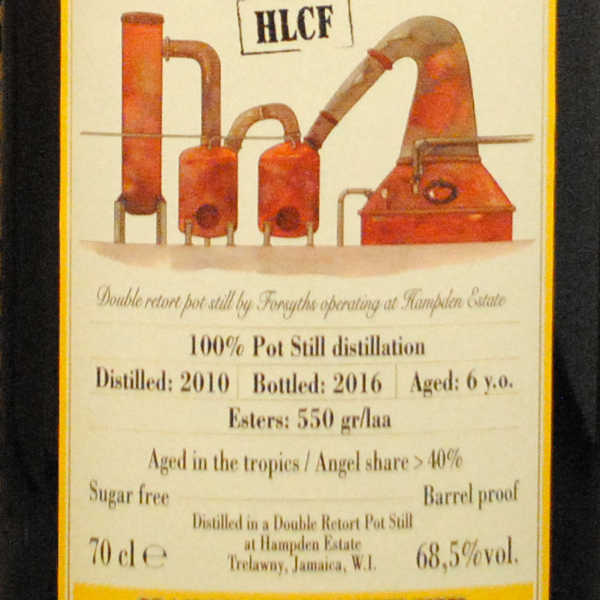 HLCF
Double retort pot still by Forsyths operating at Hampden Estate
100% Pot Still distillation
Distilled: 2010 Bottled: 2016 Aged: 6 y.o.
Esters: 550 gr/laa
Aged in the tropics / Angel share > 40%
Sugar free Barrel proof
Distilled in a Double Retort Pot Still
at Hampden Estate
Trelawny, Jamaica, W.I.
70 cl ℮ 68,5%vol.